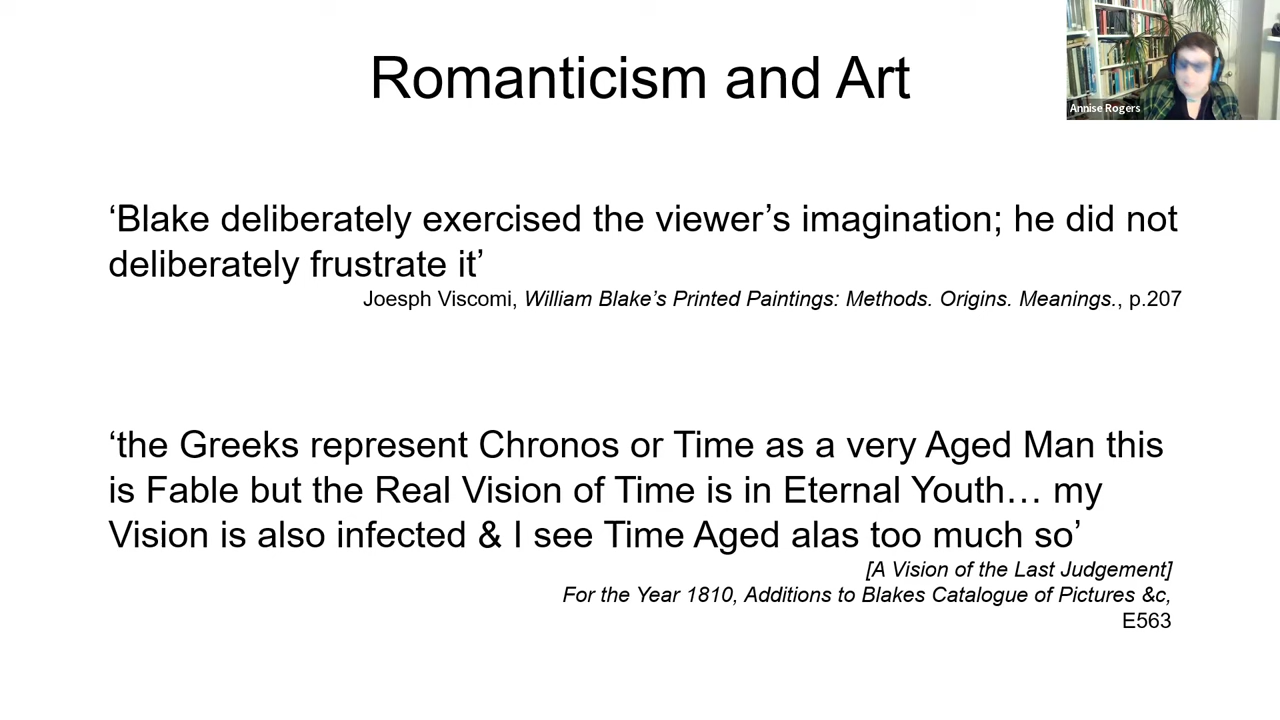 Romanticism and Art
Annise Rogers
‘Blake deliberately exercised the viewer’s imagination; he did not
deliberately frustrate it’
Joesph Viscomi, William Blake’s Printed Paintings: Methods. Origins. Meanings., p.207
‘the Greeks represent Chronos or Time as a very Aged Man this
is Fable but the Real Vision of Time is in Eternal Youth… my
Vision is also infected & I see Time Aged alas too much so’
[A Vision of the Last Judgement]
For the Year 1810, Additions to Blakes Catalogue of Pictures &c,
E563